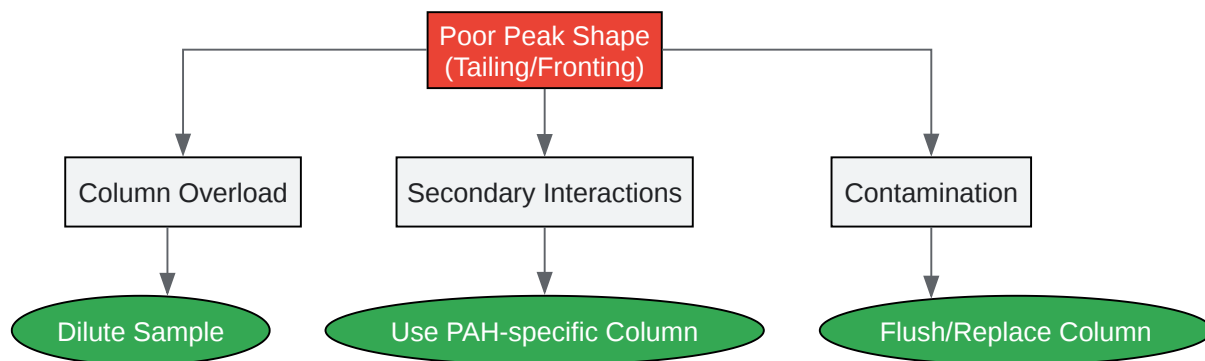 Poor Peak Shape
(Tailing/Fronting)
Column Overload
Secondary Interactions
Contamination
Dilute Sample
Use PAH-specific Column
Flush/Replace Column